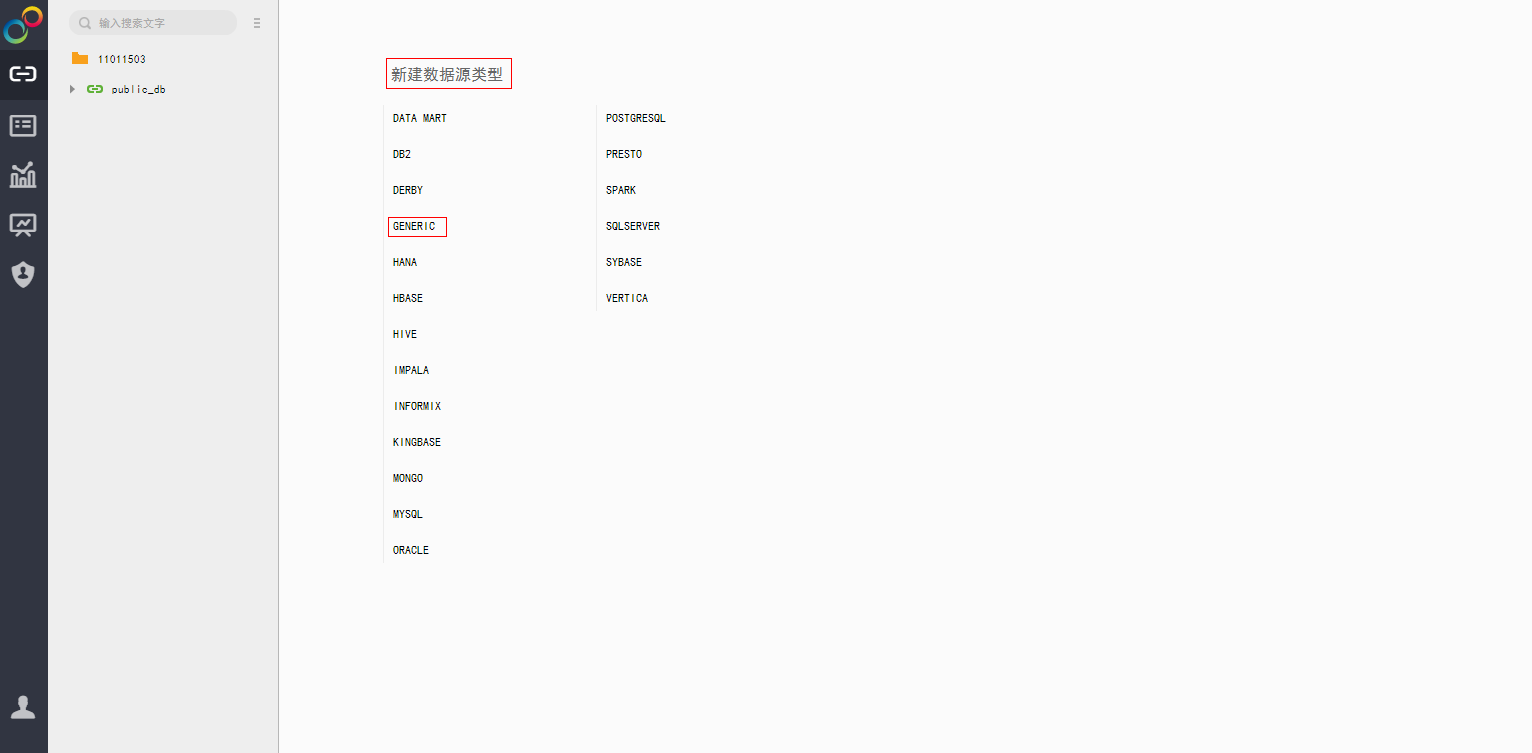 输入搜索文字
11011503
public_db
新建数据源类型
DATA MART
DB2
DERBY
GENERIC
HANA
HBASE
HIVE
IMPALA
INFORMIX
KINGBASE
MONGO
MYSQL
ORACLE
POSTGRESQL
PRESTO
SPARK
SQLSERVER
SYBASE
VERTICA